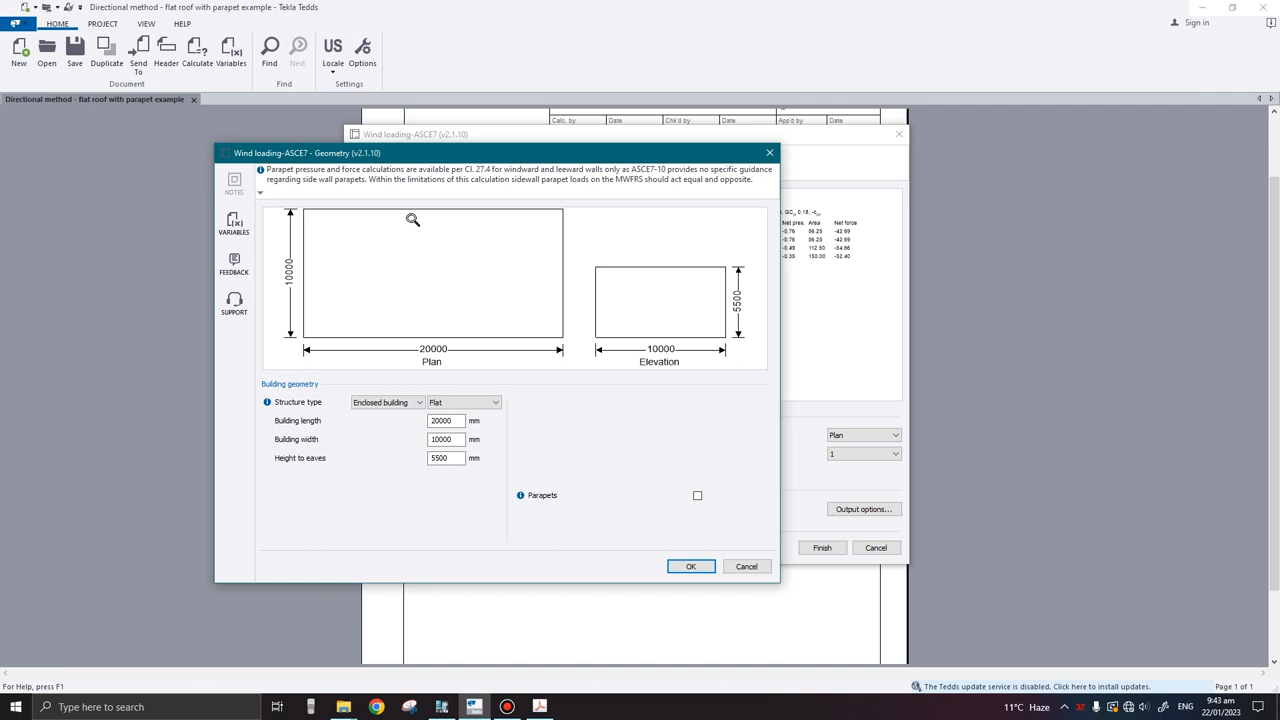 Directional method - flat roof with parapet example - Tekla Tedds
HOME
PROJECT
VIEW
HELP
Sign in
New
Open
Save
Duplicate
Send To
Header
Calculate
Variables
Find
Next
US
Locale
Options
Document
Find
Settings
Directional method - flat roof with parapet example
Calc. by
Date
Chk'd by
Date
App'd by
Date
Wind loading-ASCE7 (v2.1.10)
Wind loading-ASCE7 - Geometry (v2.1.10)
NOTES
VARIABLES
FEEDBACK
SUPPORT
Parapet pressure and force calculations are available per Cl. 27.4 for windward and leeward walls only as ASCE7-10 provides no specific guidance
regarding side wall parapets. Within the limitations of this calculation sidewall parapet loads on the MWFRS should act equal and opposite.
10000
20000
Plan
5500
10000
Elevation
Net pres.
Area
Net force
-0.76
56.25
-42.69
-0.76
56.25
-42.69
-0.49
112.50
-54.66
-0.35
150.00
-52.40
Building geometry
Structure type
Enclosed building
Flat
Building length
20000
mm
Building width
10000
mm
Height to eaves
5500
mm
Parapets
OK
Cancel
Plan
1
Output options...
Finish
Cancel
For Help, press F1
The Tedds update service is disabled. Click here to install updates.
Page 1 of 1
Type here to search
11°C Haze
ENG
9:43 am
22/01/2023